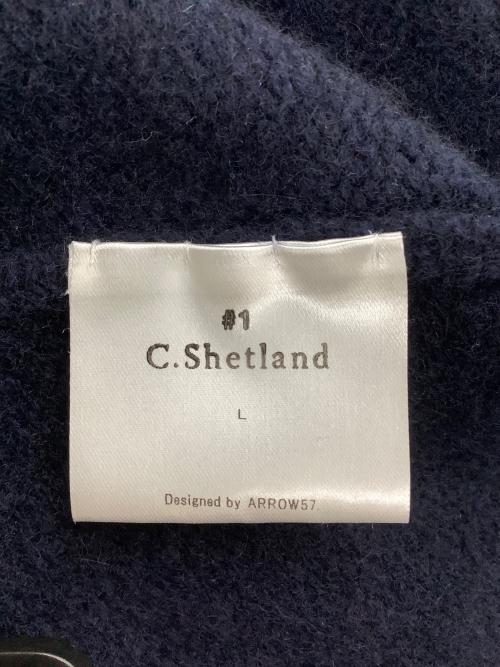 #1
C.Shetland
L
Designed by ARROW57.